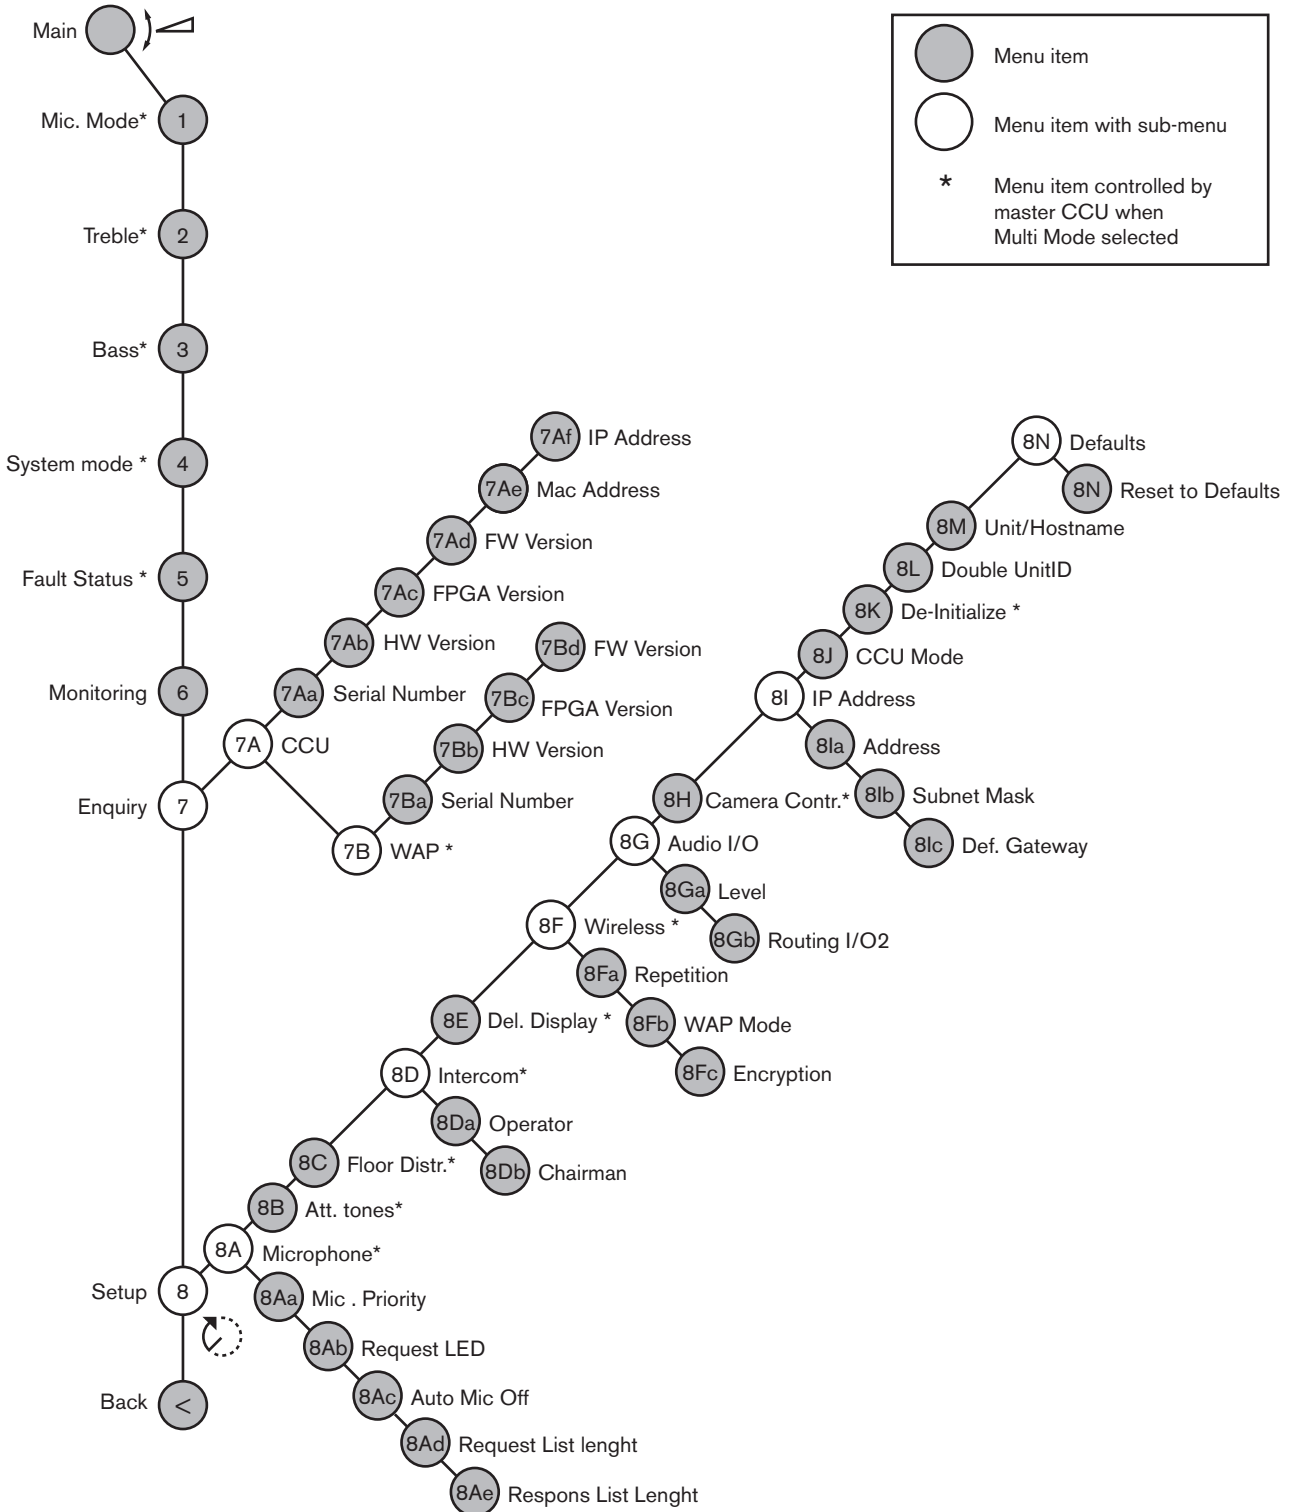 Main
Menu item
Menu item with sub-menu
* Menu item controlled by
master CCU when
Multi Mode selected
Mic. Mode* 1
Treble* 2
Bass* 3
System mode * 4
Fault Status * 5
Monitoring 6
Enquiry 7
7A CCU
7Aa Serial Number
7Ab HW Version
7Ac FPGA Version
7Ad FW Version
7Ae Mac Address
7Af IP Address
7B WAP *
7Ba Serial Number
7Bb HW Version
7Bc FPGA Version
7Bd FW Version
Setup 8
8A Microphone*
8Aa Mic . Priority
8Ab Request LED
8Ac Auto Mic Off
8Ad Request List lenght
8Ae Respons List Lenght
8B Att. tones*
8C Floor Distr.*
8D Intercom*
8Da Operator
8Db Chairman
8E Del. Display *
8F Wireless *
8Fa Repetition
8Fb WAP Mode
8Fc Encryption
8G Audio I/O
8Ga Level
8Gb Routing I/O2
8H Camera Contr.*
8I IP Address
8Ia Address
8Ib Subnet Mask
8Ic Def. Gateway
8J CCU Mode
8K De-Initialize *
8L Double UnitID
8M Unit/Hostname
8N Defaults
8N Reset to Defaults
Back <